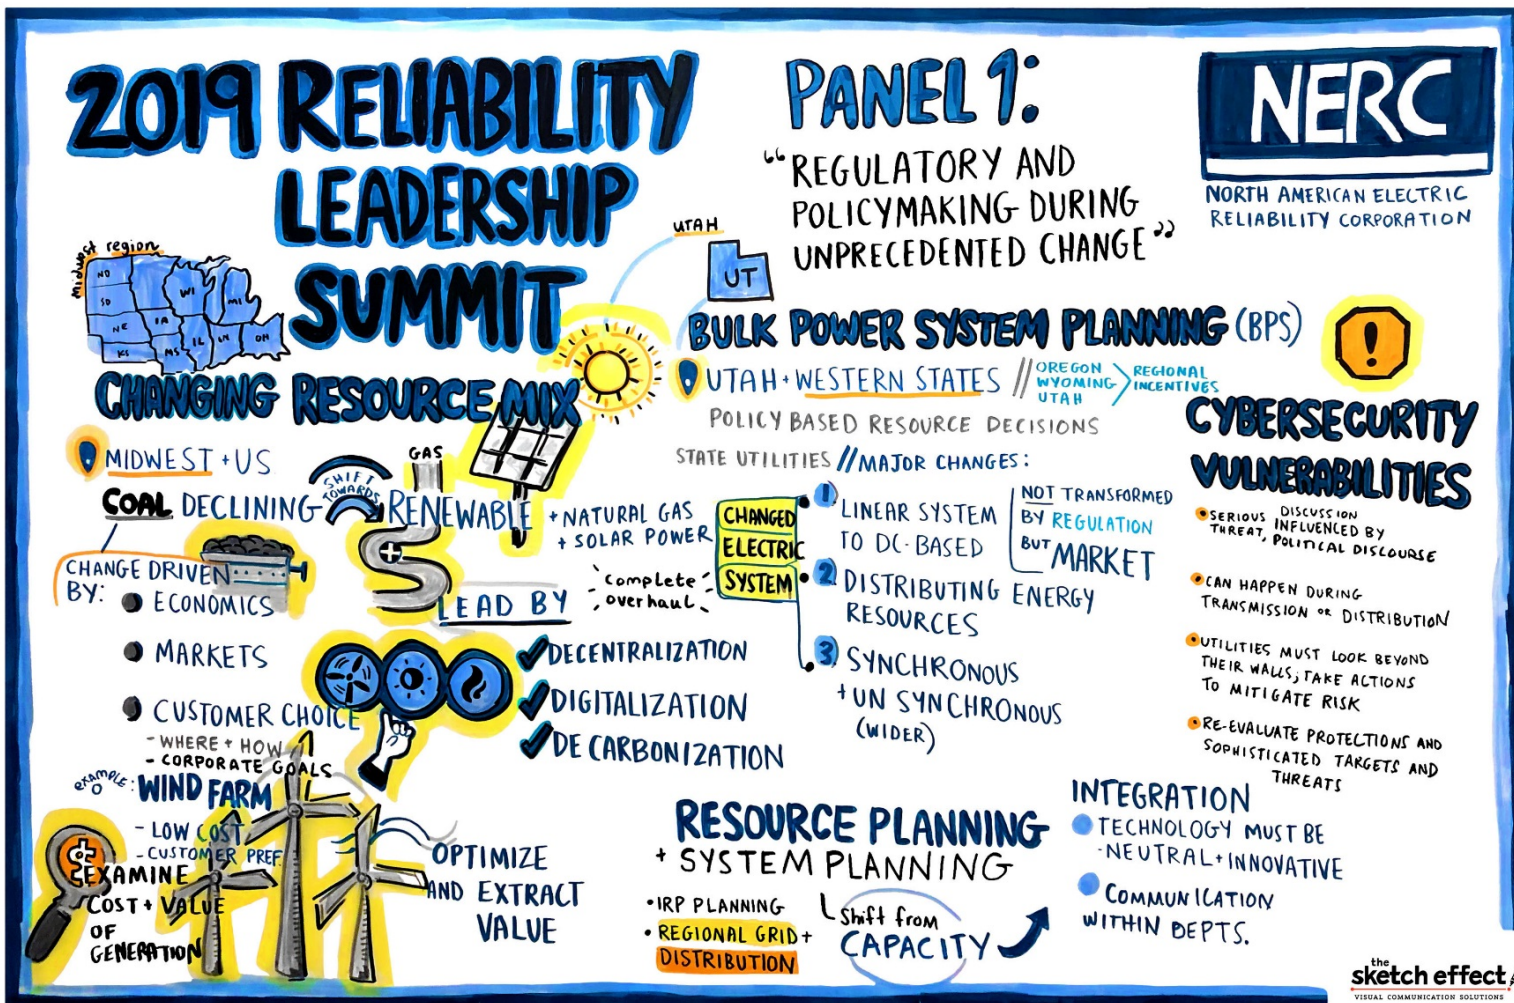 2019 RELIABILITY
LEADERSHIP
SUMMIT
PANEL 1:
"REGULATORY AND
POLICYMAKING DURING
UNPRECEDENTED CHANGE"
NERC
NORTH AMERICAN ELECTRIC
RELIABILITY CORPORATION
midwest region
ND
SD
NE
KS
WI
IA
MI
IL
IN
OH
MS
UTAH
UT
CHANGING RESOURCE MIX
MIDWEST + US
COAL DECLINING
SHIFT
TOWARDS
GAS
RENEWABLE
+ NATURAL GAS
+ SOLAR POWER
CHANGE DRIVEN
BY:
ECONOMICS
MARKETS
CUSTOMER CHOICE
- WHERE + HOW
- CORPORATE GOALS
example:
WIND FARM
- LOW COST
- CUSTOMER PREF
EXAMINE
COST + VALUE
OF
GENERATION
LEAD BY
complete
overhaul
DECENTRALIZATION
DIGITALIZATION
DECARBONIZATION
OPTIMIZE
AND EXTRACT
VALUE
BULK POWER SYSTEM PLANNING (BPS)
UTAH + WESTERN STATES //
OREGON
WYOMING
UTAH
REGIONAL
INCENTIVES
POLICY BASED RESOURCE DECISIONS
STATE UTILITIES // MAJOR CHANGES:
CHANGED
ELECTRIC
SYSTEM
1 LINEAR SYSTEM
TO DC-BASED
NOT TRANSFORMED
BY REGULATION
BUT MARKET
2 DISTRIBUTING ENERGY
RESOURCES
3 SYNCHRONOUS
+ UN SYNCHRONOUS
(WIDER)
RESOURCE PLANNING
+ SYSTEM PLANNING
• IRP PLANNING
• REGIONAL GRID +
DISTRIBUTION
Shift from
CAPACITY
!
CYBERSECURITY
VULNERABILITIES
• SERIOUS
THREAT,
DISCUSSION
INFLUENCED BY
POLITICAL DISCOURSE
• CAN HAPPEN DURING
TRANSMISSION OR DISTRIBUTION
• UTILITIES MUST LOOK BEYOND
THEIR WALLS; TAKE ACTIONS
TO MITIGATE RISK
• RE-EVALUATE PROTECTIONS AND
SOPHISTICATED TARGETS AND
THREATS
INTEGRATION
TECHNOLOGY MUST BE
- NEUTRAL + INNOVATIVE
COMMUNICATION
WITHIN DEPTS.
the
sketch effect
VISUAL COMMUNICATION SOLUTIONS